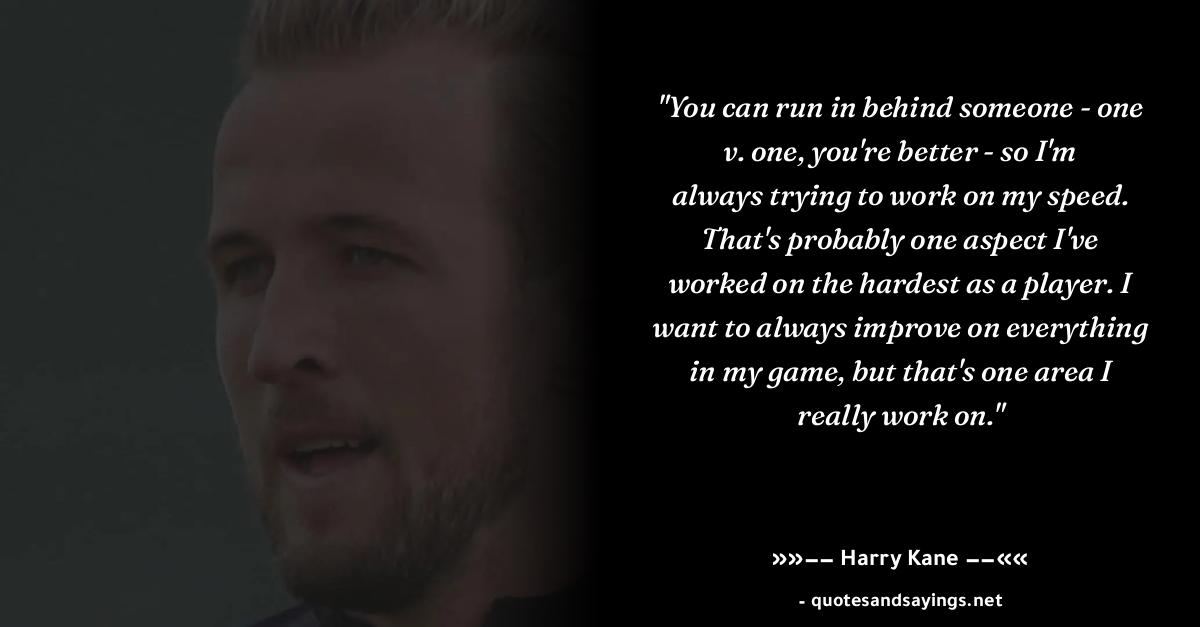 "You can run in behind someone - one
v. one, you're better - so I'm
always trying to work on my speed.
That's probably one aspect I've
worked on the hardest as a player. I
want to always improve on everything
in my game, but that's one area I
really work on."
»»−− Harry Kane −−««
- quotesandsayings.net